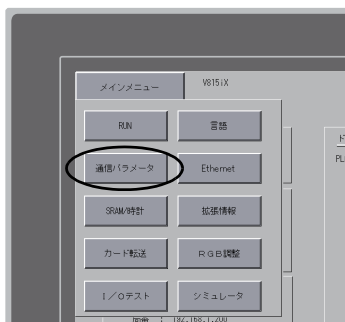 メインメニュー
V815iX
RUN
言語
通信パラメータ
Ethernet
SRAM/時計
拡張情報
カード転送
RGB調整
I/Oテスト
シミュレータ
PL
局番 : 192.168.1.200